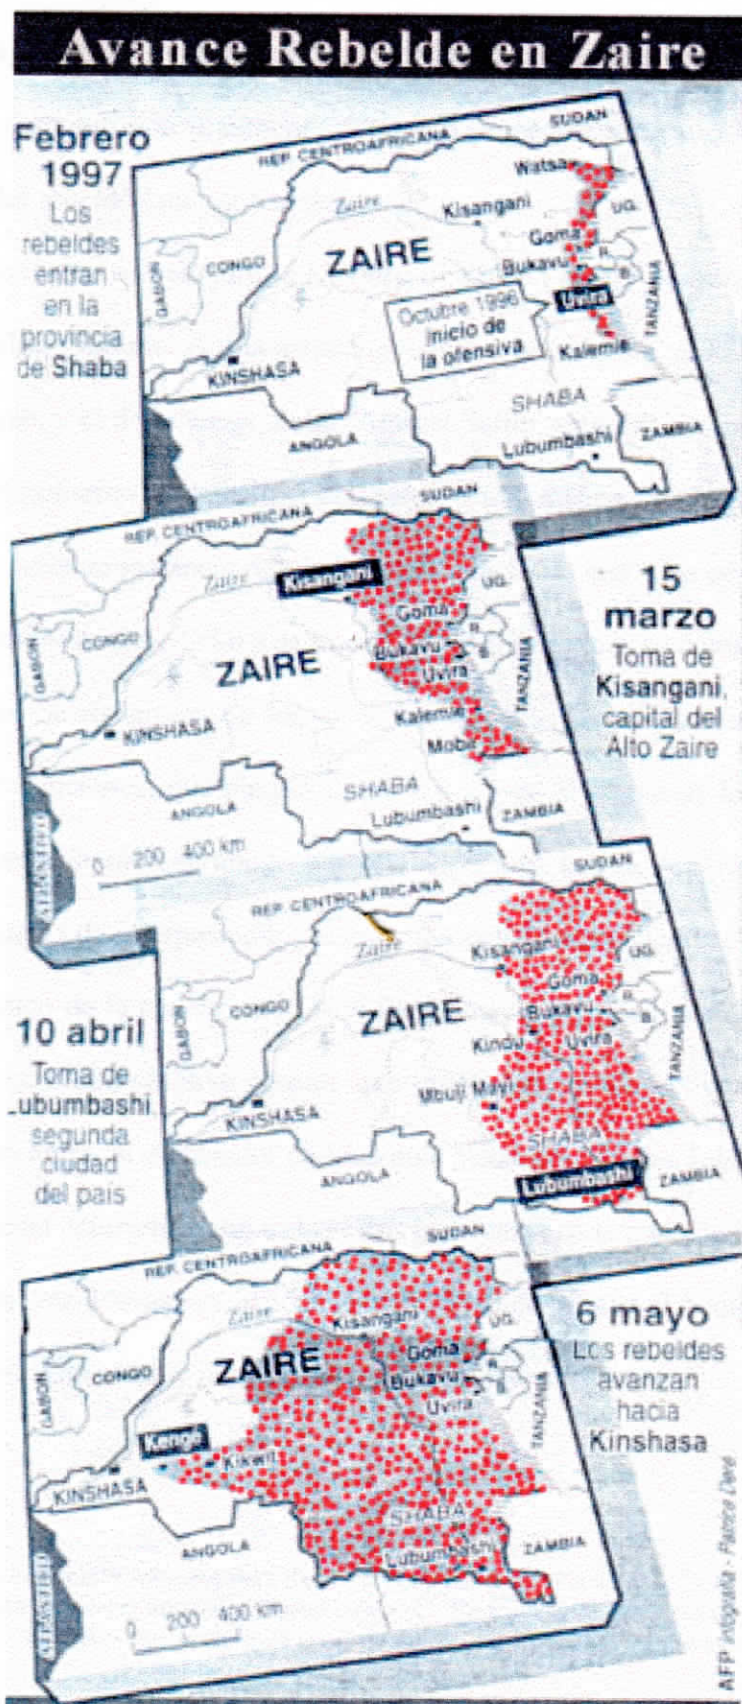 Avance Rebelde en Zaire
Febrero
1997
Los
rebeldes
entran
en la
provincia
de Shaba
REP. CENTROAFRICANA
SUDAN
Watsa
Zaire
Kisangani
UG.
Goma
ZAIRE
Bukavu
R.
B.
CONGO
GABON
Uvira
TANZANIA
Octubre 1996
Inicio de
la ofensiva
Kalemie
KINSHASA
SHABA
ANGOLA
Lubumbashi
ZAMBIA
15
marzo
Toma de
Kisangani,
capital del
Alto Zaire
REP. CENTROAFRICANA
SUDAN
Zaire
Kisangani
UG.
Goma
R.
CONGO
GABON
Bukavu
B.
ZAIRE
Uvira
TANZANIA
Kalemie
KINSHASA
Moba
SHABA
ANGOLA
Lubumbashi
ZAMBIA
0 200 400 km
ATLANTICO
10 abril
Toma de
Lubumbashi
segunda
ciudad
del país
REP. CENTROAFRICANA
SUDAN
Zaire
Kisangani
UG.
Goma
CONGO
GABON
ZAIRE
Bukavu
R.
B.
Kindu
Uvira
TANZANIA
Mbuji Mayi
KINSHASA
SHABA
ANGOLA
Lubumbashi
ZAMBIA
6 mayo
Los rebeldes
avanzan
hacia
Kinshasa
REP. CENTROAFRICANA
SUDAN
Zaire
Kisangani
UG.
ZAIRE
Goma
R.
CONGO
GABON
Bukavu
B.
Uvira
TANZANIA
Kenge
Kikwit
KINSHASA
SHABA
ANGOLA
Lubumbashi
ZAMBIA
ATLANTICO
0 200 400 km
AFP infografía - Patrice Deré